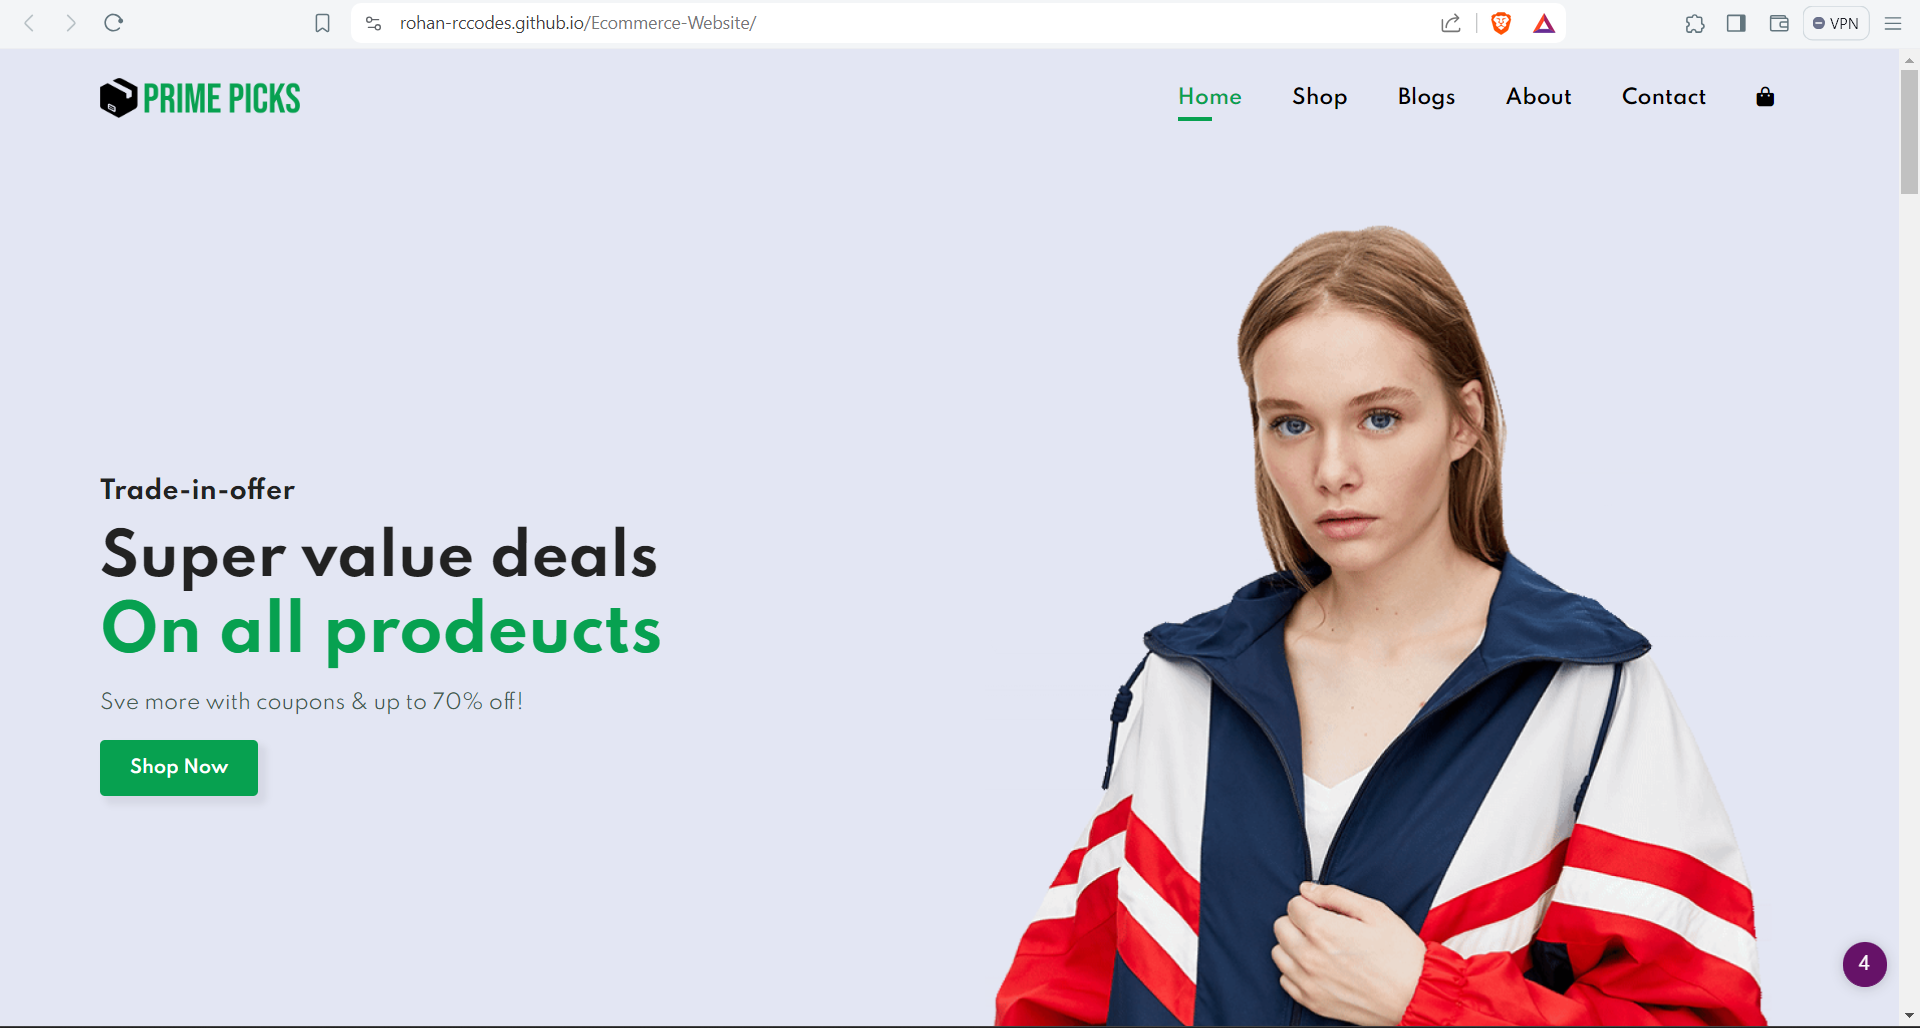 rohan-rccodes.github.io/Ecommerce-Website/
VPN
PRIME PICKS
Home Shop Blogs About Contact
Trade-in-offer
Super value deals
On all prodeucts
Sve more with coupons & up to 70% off!
Shop Now
4